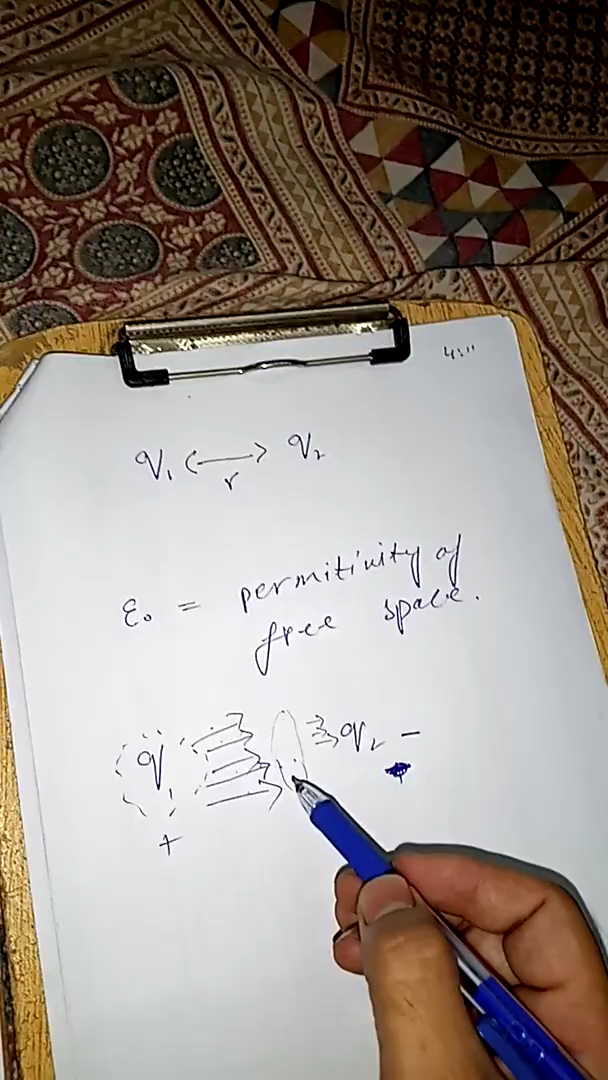 4:11
q₁ ⟷ q₂
r
ε₀ = permitivity of
free space.
q₁ q₂ -
+